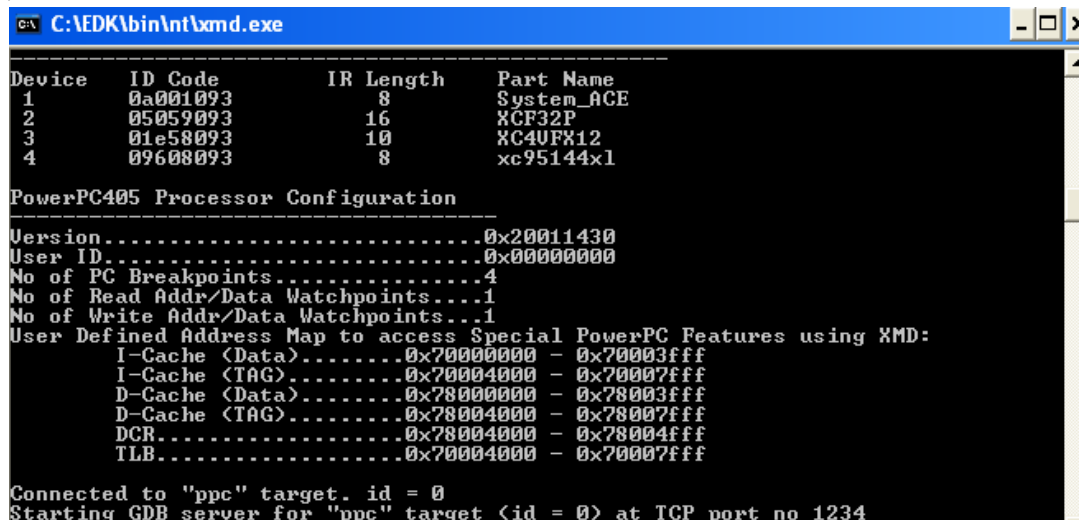 C:\EDK\bin\nt\xmd.exe
--------------------------------------------------
Device ID Code IR Length Part Name
1 0a001093 8 System_ACE
2 05059093 16 XCF32P
3 01e58093 10 XC4VFX12
4 09608093 8 xc95144xl
PowerPC405 Processor Configuration
-------------------------------------
Version.............................0x20011430
User ID.............................0x00000000
No of PC Breakpoints................4
No of Read Addr/Data Watchpoints....1
No of Write Addr/Data Watchpoints...1
User Defined Address Map to access Special PowerPC Features using XMD:
I-Cache (Data)........0x70000000 - 0x70003fff
I-Cache (TAG).........0x70004000 - 0x70007fff
D-Cache (Data)........0x78000000 - 0x78003fff
D-Cache (TAG).........0x78004000 - 0x78007fff
DCR...................0x78004000 - 0x78004fff
TLB...................0x70004000 - 0x70007fff
Connected to "ppc" target. id = 0
Starting GDB server for "ppc" target (id = 0) at TCP port no 1234